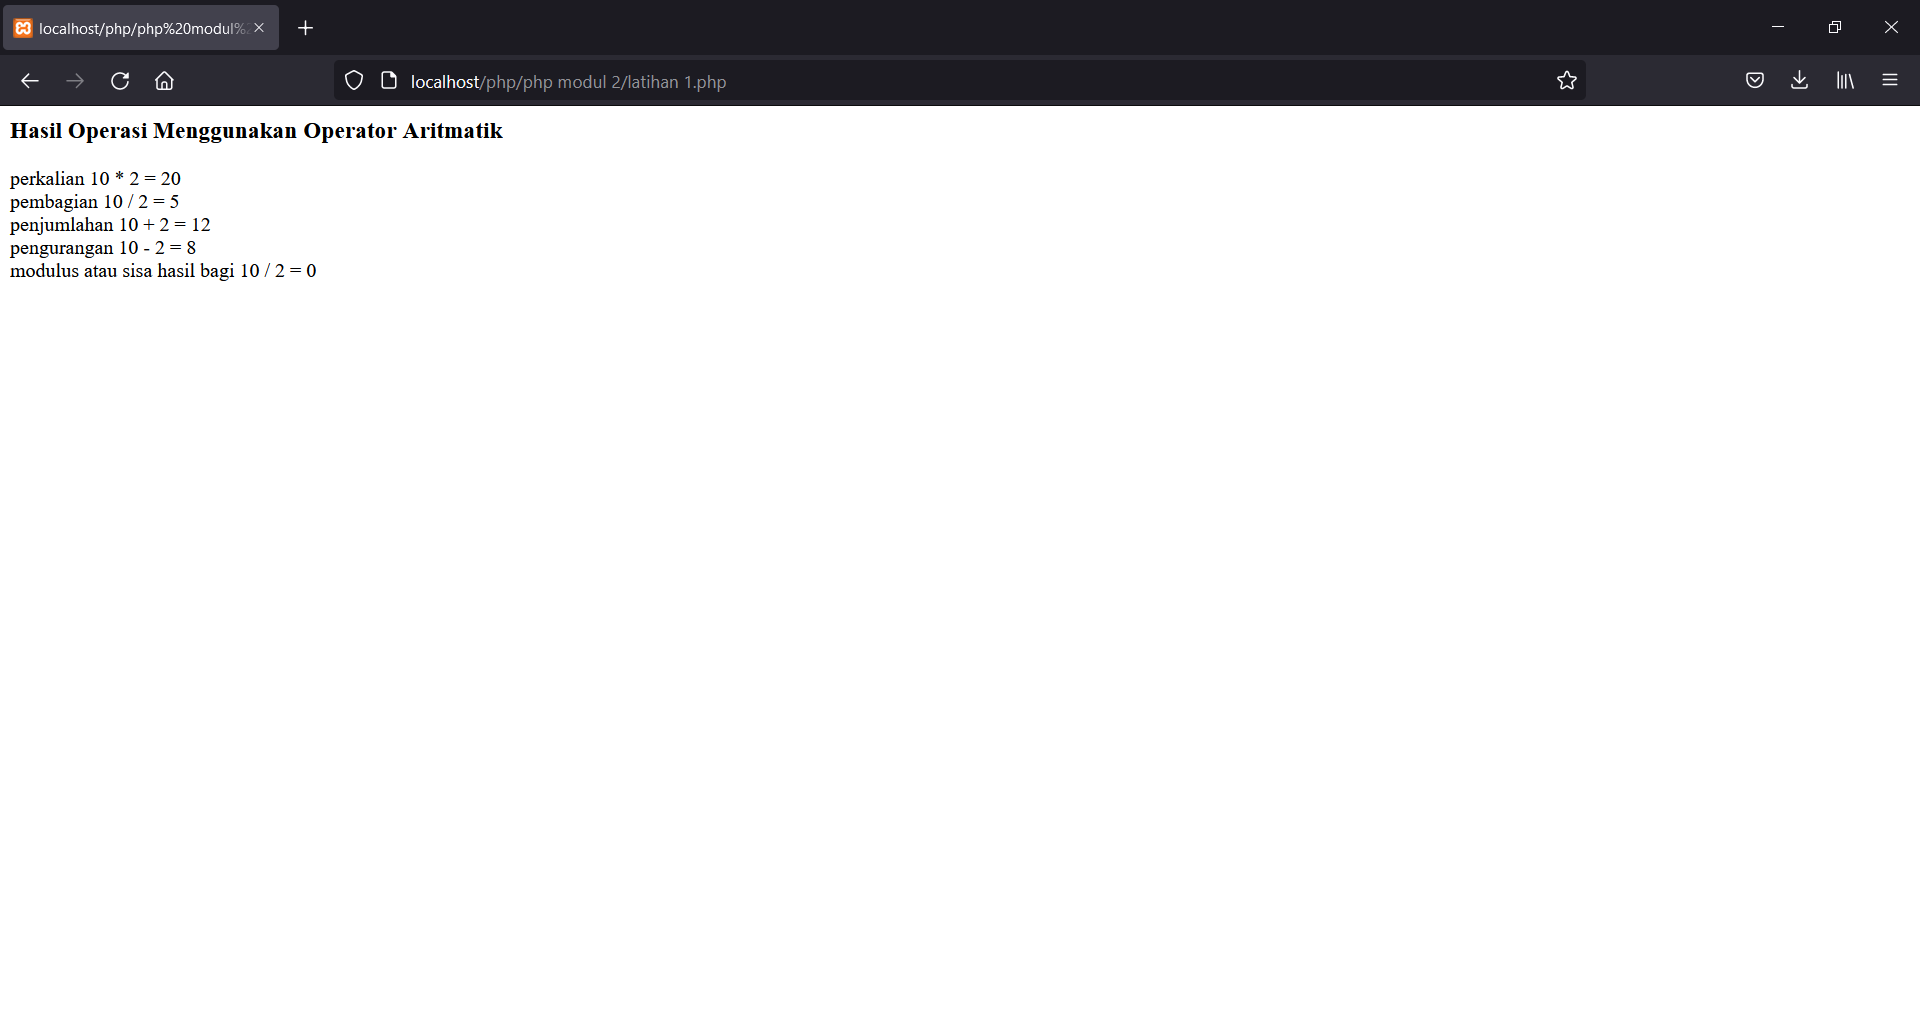 localhost/php/php%20modul%2
localhost/php/php modul 2/latihan 1.php
Hasil Operasi Menggunakan Operator Aritmatik
perkalian 10 * 2 = 20
pembagian 10 / 2 = 5
penjumlahan 10 + 2 = 12
pengurangan 10 - 2 = 8
modulus atau sisa hasil bagi 10 / 2 = 0